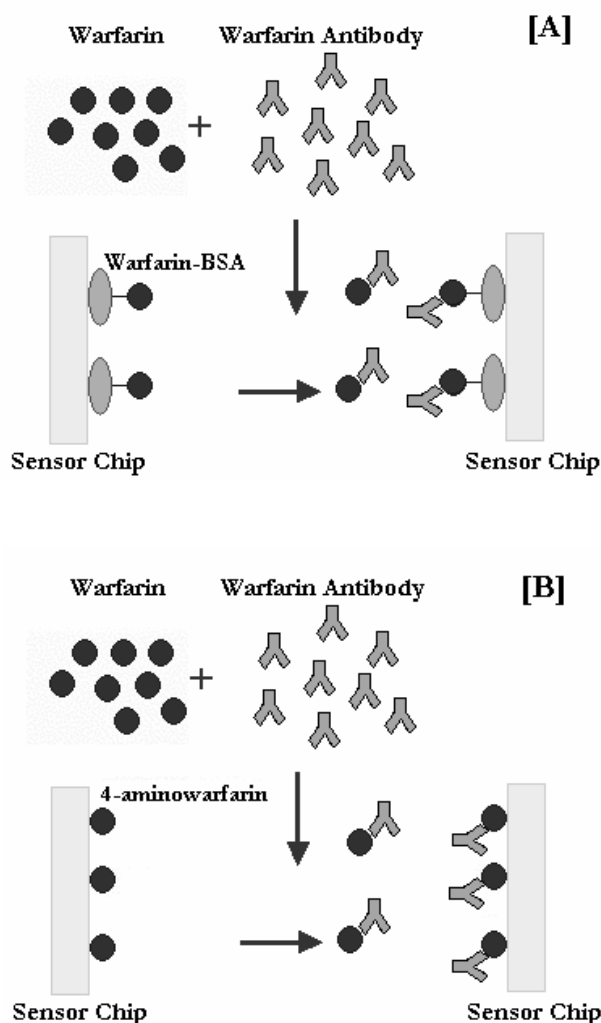 Warfarin Warfarin Antibody [A]
+
Warfarin-BSA
Sensor Chip Sensor Chip
Warfarin Warfarin Antibody [B]
+
4-aminowarfarin
Sensor Chip Sensor Chip